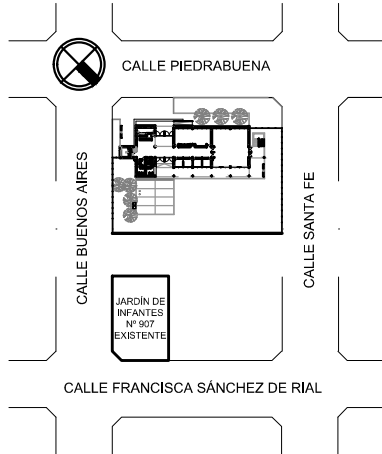 CALLE PIEDRABUENA
CALLE BUENOS AIRES
CALLE SANTA FE
JARDÍN DE
INFANTES
Nº 907
EXISTENTE
CALLE FRANCISCA SÁNCHEZ DE RIAL